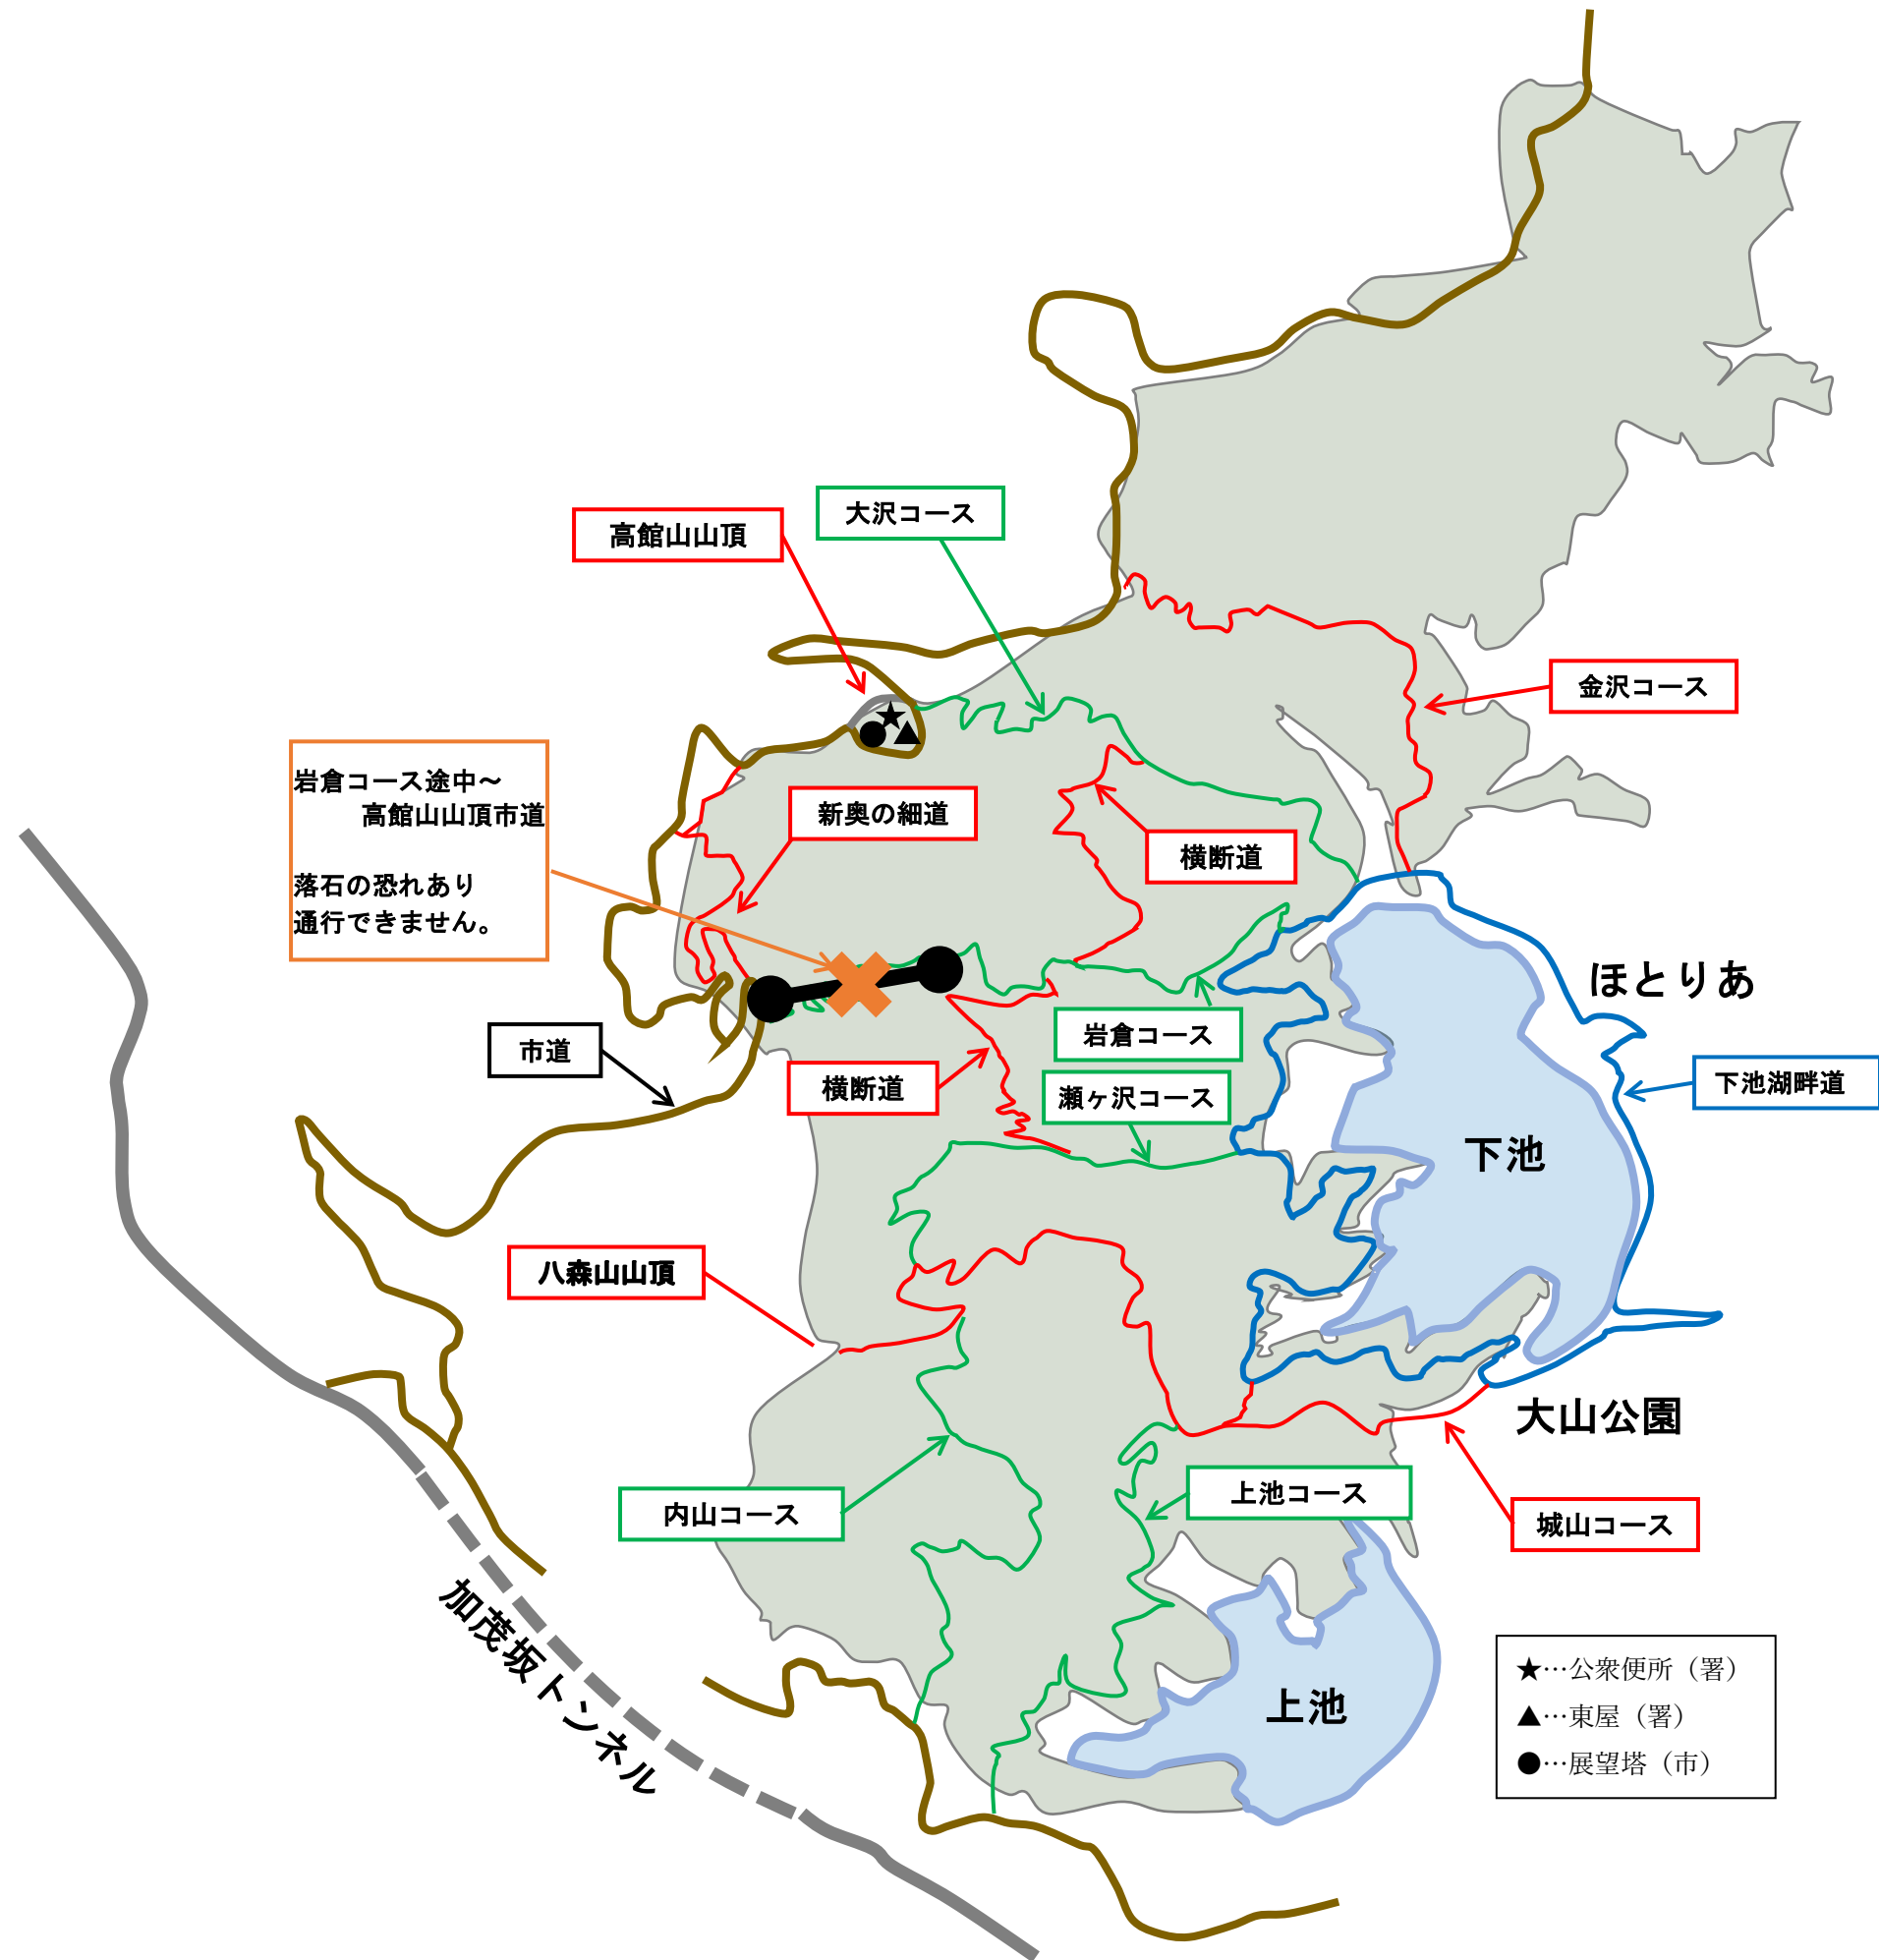 大沢コース
高館山山頂
金沢コース
岩倉コース途中～
高館山山頂市道
落石の恐れあり
通行できません。
新奥の細道
横断道
ほとりあ
岩倉コース
市道
横断道
瀬ヶ沢コース
下池湖畔道
下池
八森山山頂
大山公園
上池コース
内山コース
城山コース
加茂坂トンネル
上池
★…公衆便所（署）
▲…東屋（署）
●…展望塔（市）